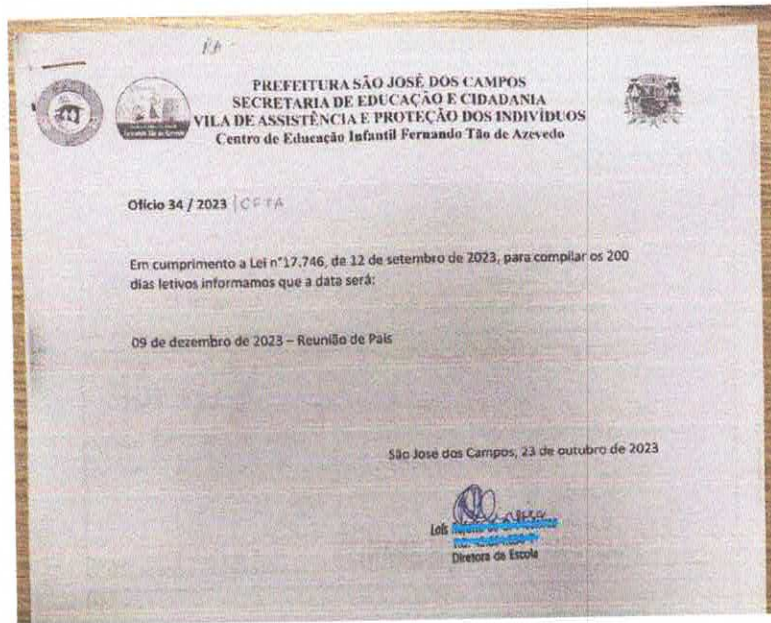 RA
PREFEITURA SÃO JOSÉ DOS CAMPOS
SECRETARIA DE EDUCAÇÃO E CIDADANIA
VILA DE ASSISTÊNCIA E PROTEÇÃO DOS INDIVÍDUOS
Centro de Educação Infantil Fernando Tão de Azevedo
Ofício 34 / 2023 | CFTA
Em cumprimento a Lei n°17.746, de 12 de setembro de 2023, para compilar os 200
dias letivos informamos que a data será:
09 de dezembro de 2023 – Reunião de Pais
São José dos Campos, 23 de outubro de 2023
Laís
Diretora de Escola